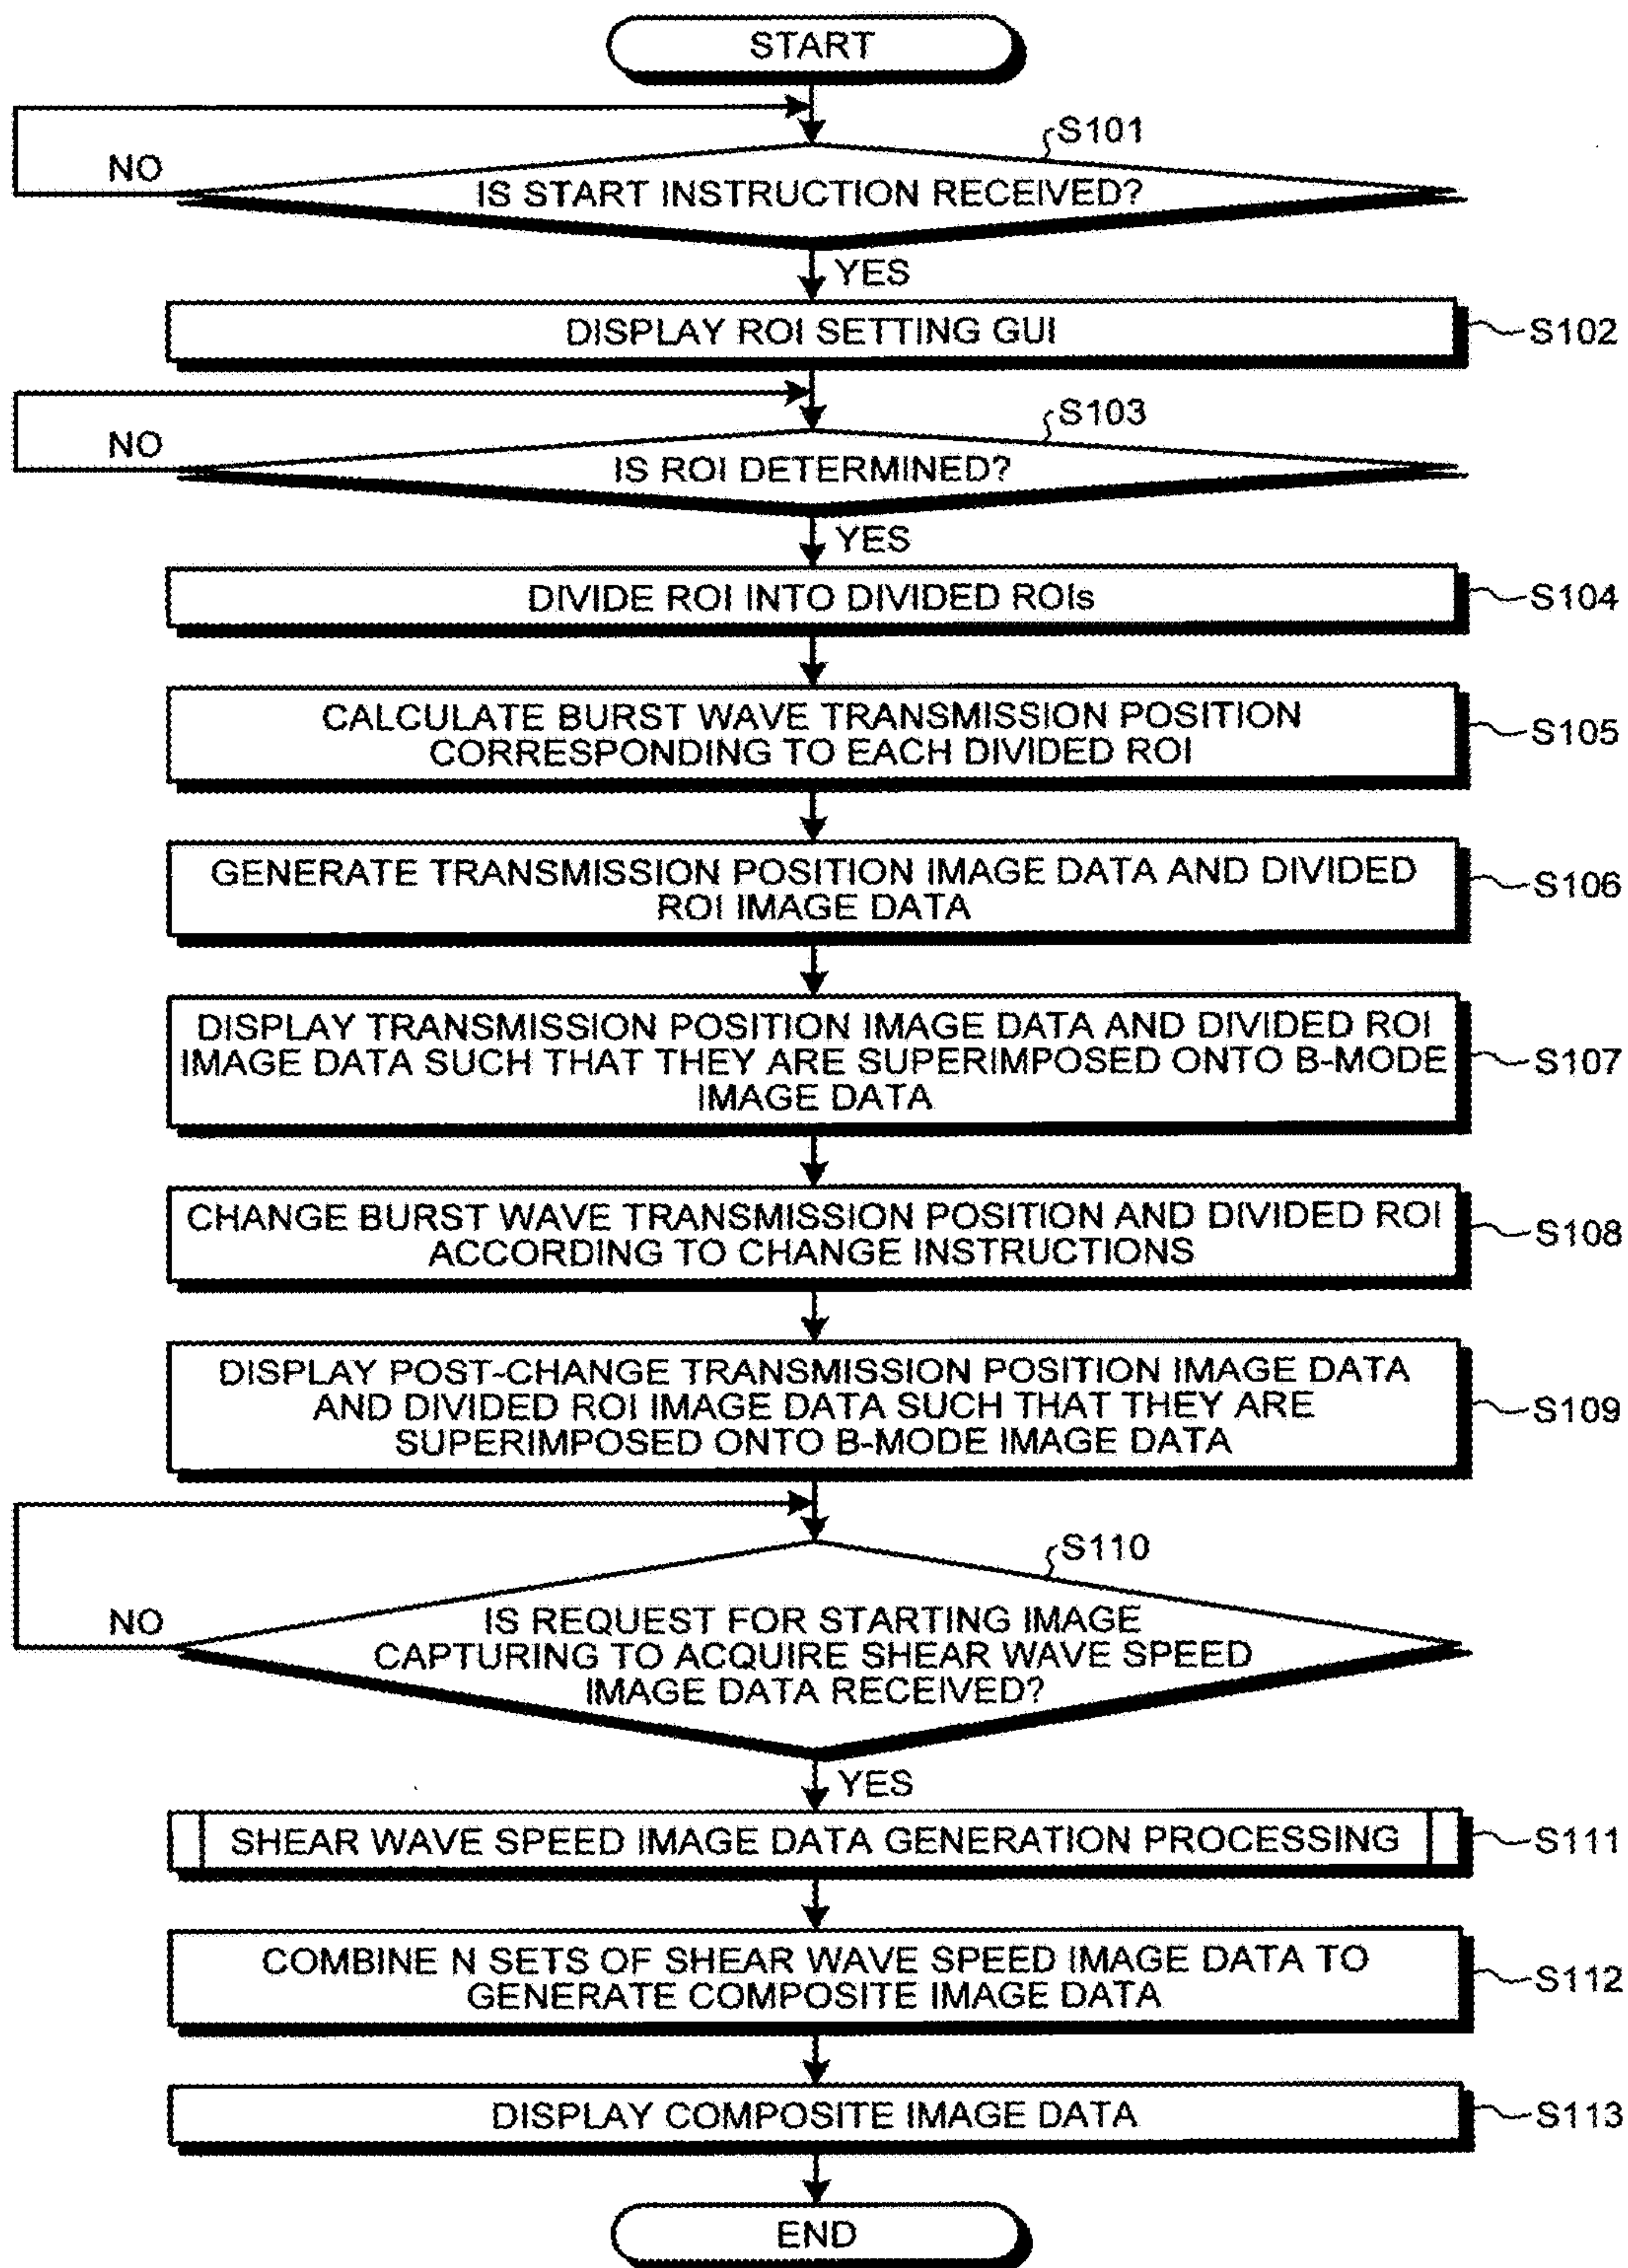 START
S101
NO
IS START INSTRUCTION RECEIVED?
YES
DISPLAY ROI SETTING GUI
S102
S103
NO
IS ROI DETERMINED?
YES
DIVIDE ROI INTO DIVIDED ROIs
S104
CALCULATE BURST WAVE TRANSMISSION POSITION
CORRESPONDING TO EACH DIVIDED ROI
S105
GENERATE TRANSMISSION POSITION IMAGE DATA AND DIVIDED
ROI IMAGE DATA
S106
DISPLAY TRANSMISSION POSITION IMAGE DATA AND DIVIDED ROI
IMAGE DATA SUCH THAT THEY ARE SUPERIMPOSED ONTO B-MODE
IMAGE DATA
S107
CHANGE BURST WAVE TRANSMISSION POSITION AND DIVIDED ROI
ACCORDING TO CHANGE INSTRUCTIONS
S108
DISPLAY POST-CHANGE TRANSMISSION POSITION IMAGE DATA
AND DIVIDED ROI IMAGE DATA SUCH THAT THEY ARE
SUPERIMPOSED ONTO B-MODE IMAGE DATA
S109
S110
NO
IS REQUEST FOR STARTING IMAGE
CAPTURING TO ACQUIRE SHEAR WAVE SPEED
IMAGE DATA RECEIVED?
YES
SHEAR WAVE SPEED IMAGE DATA GENERATION PROCESSING
S111
COMBINE N SETS OF SHEAR WAVE SPEED IMAGE DATA TO
GENERATE COMPOSITE IMAGE DATA
S112
DISPLAY COMPOSITE IMAGE DATA
S113
END